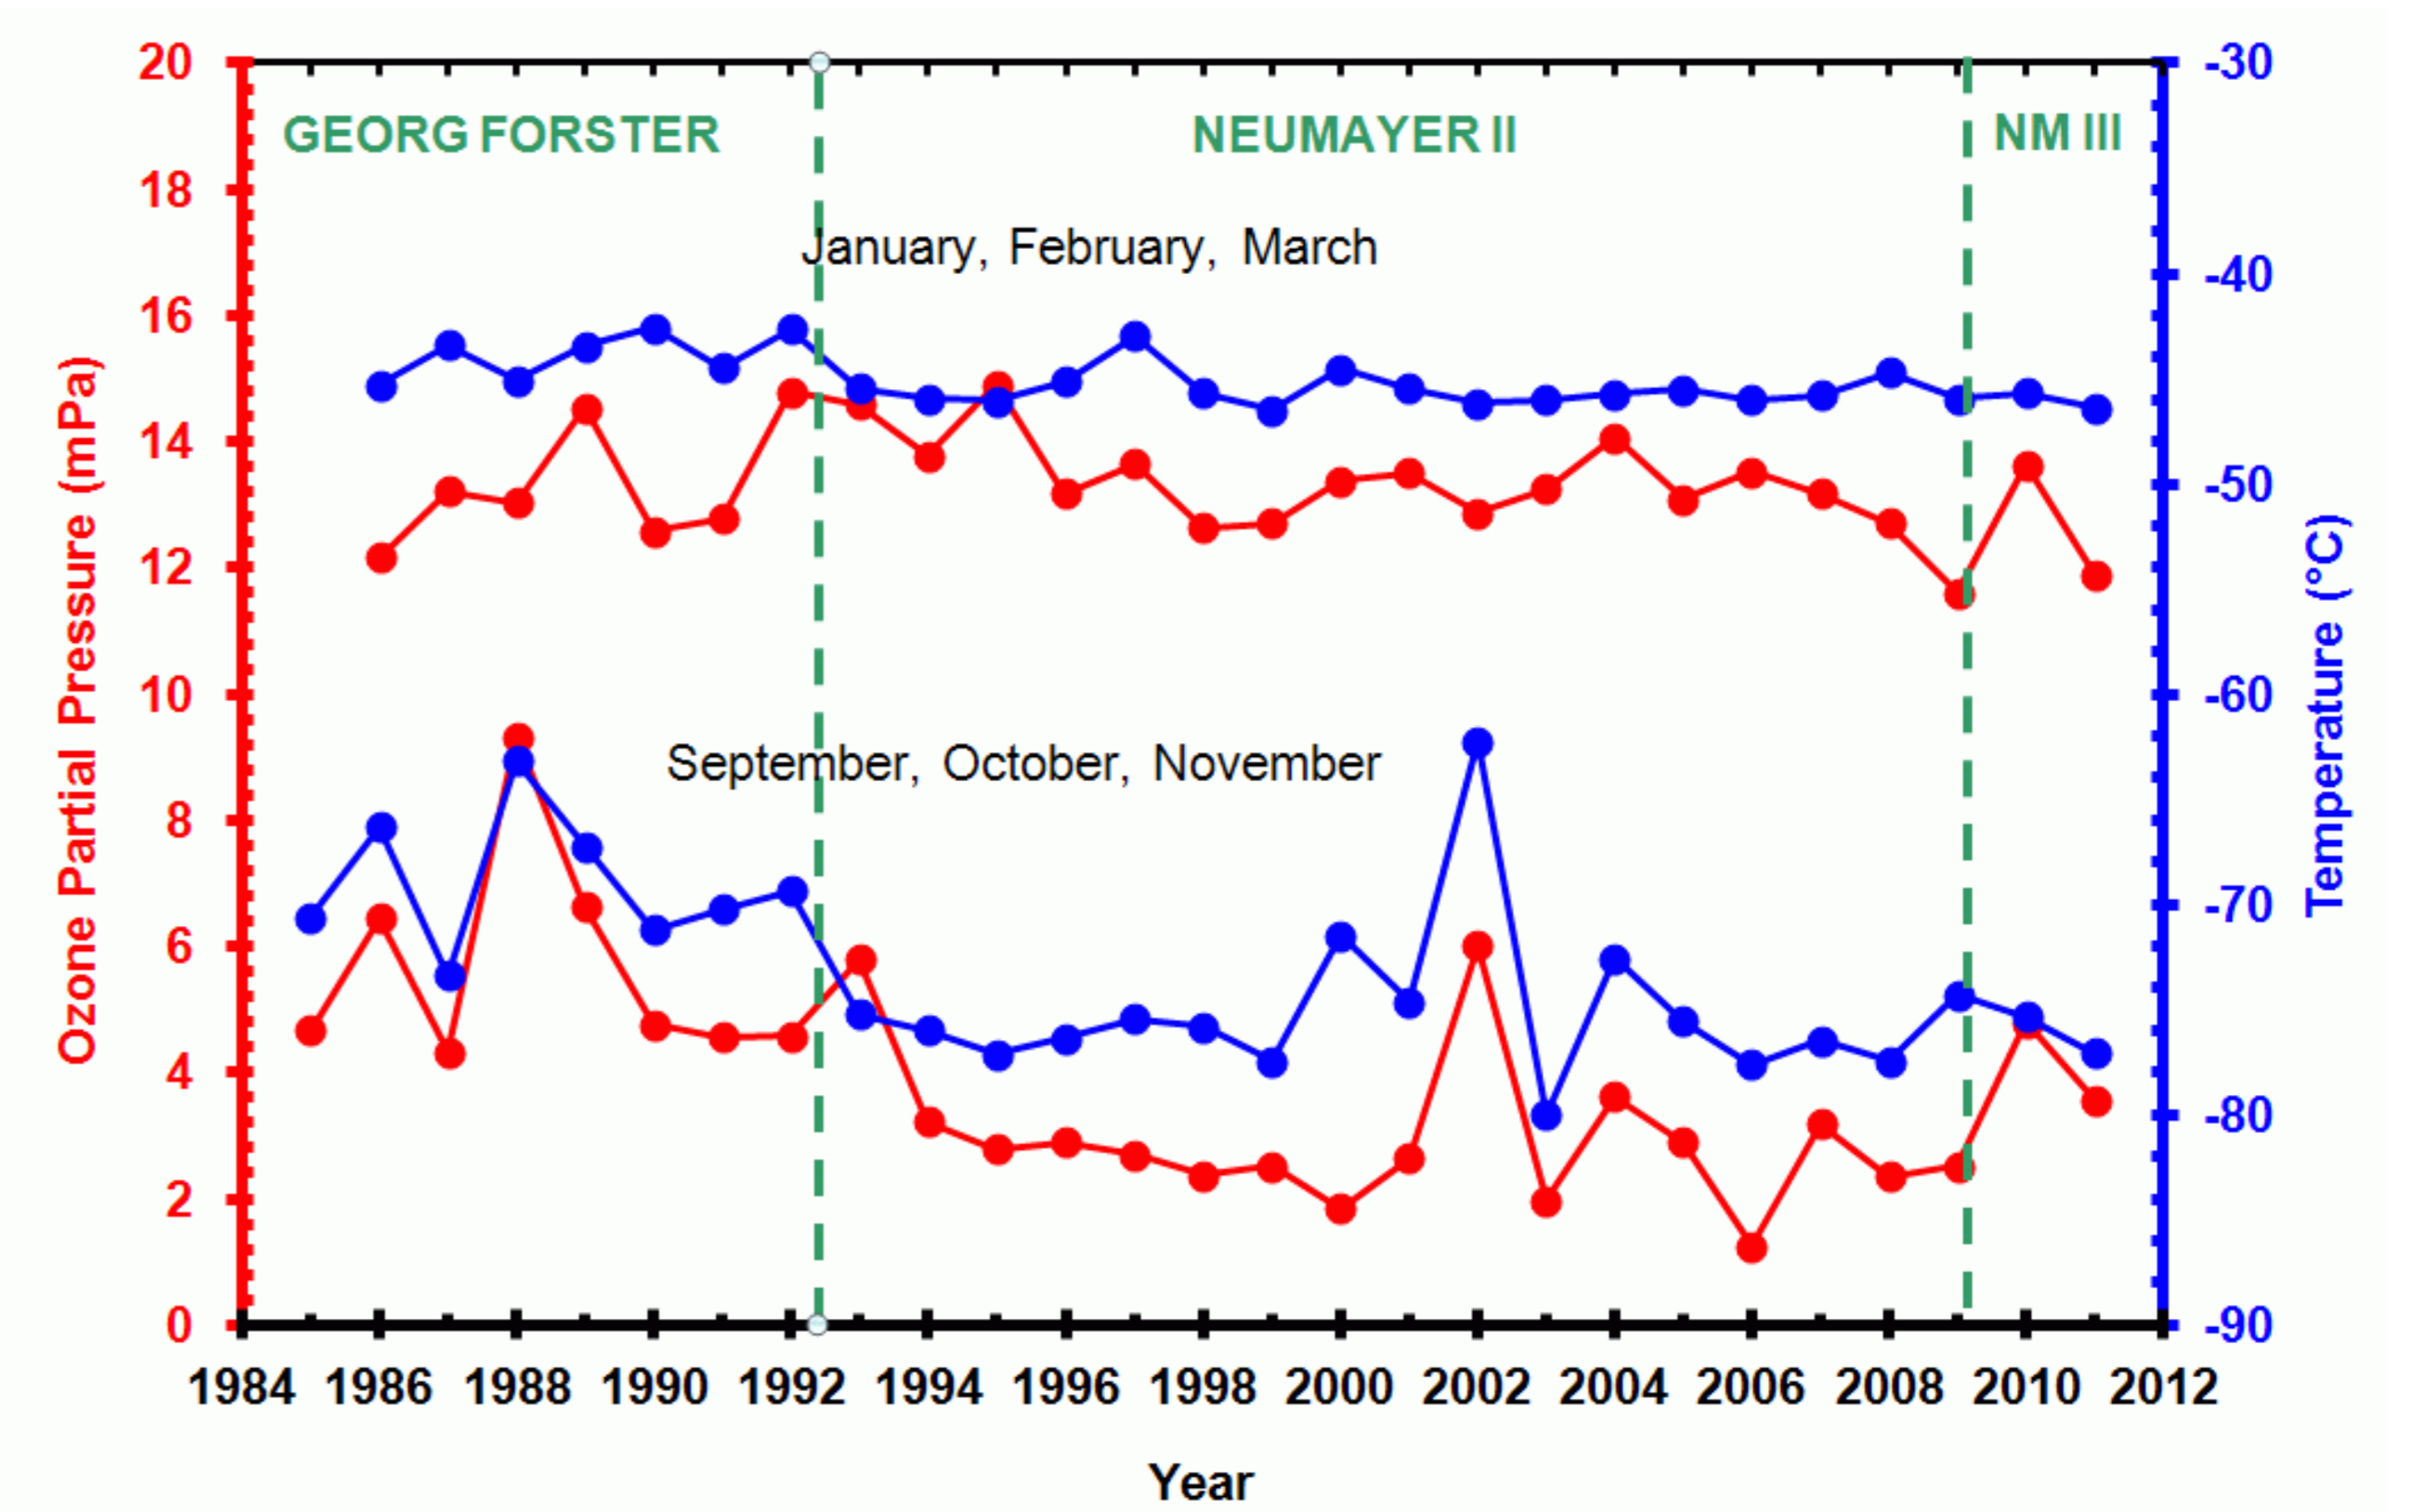 20
18
16
14
12
10
8
6
4
2
0
Ozone Partial Pressure (mPa)
GEORG FORSTER
NEUMAYER II
NM III
January, February, March
September, October, November
-30
-40
-50
-60
-70
-80
-90
Temperature (°C)
1984 1986 1988 1990 1992 1994 1996 1998 2000 2002 2004 2006 2008 2010 2012
Year